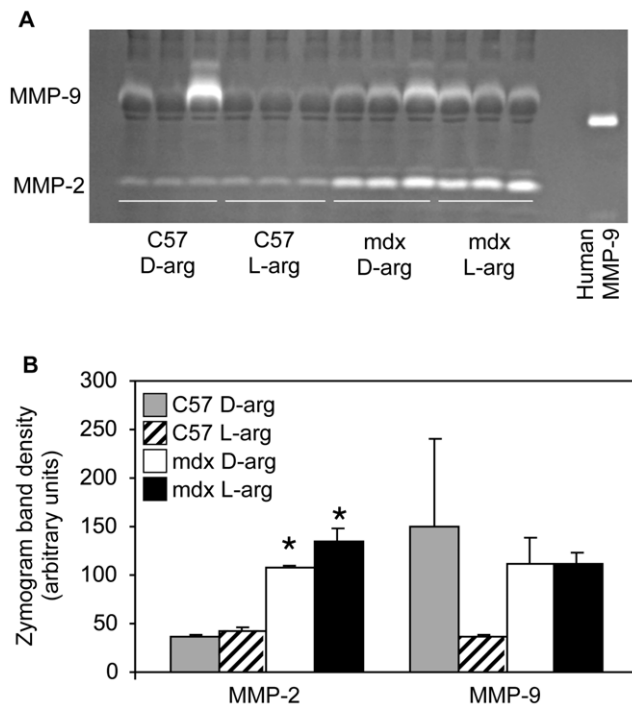 A
MMP-9
MMP-2
C57
D-arg
C57
L-arg
mdx
D-arg
mdx
L-arg
Human
MMP-9
B
Zymogram band density
(arbitrary units)
300
250
200
150
100
50
0
C57 D-arg
C57 L-arg
mdx D-arg
mdx L-arg
*
*
MMP-2
MMP-9